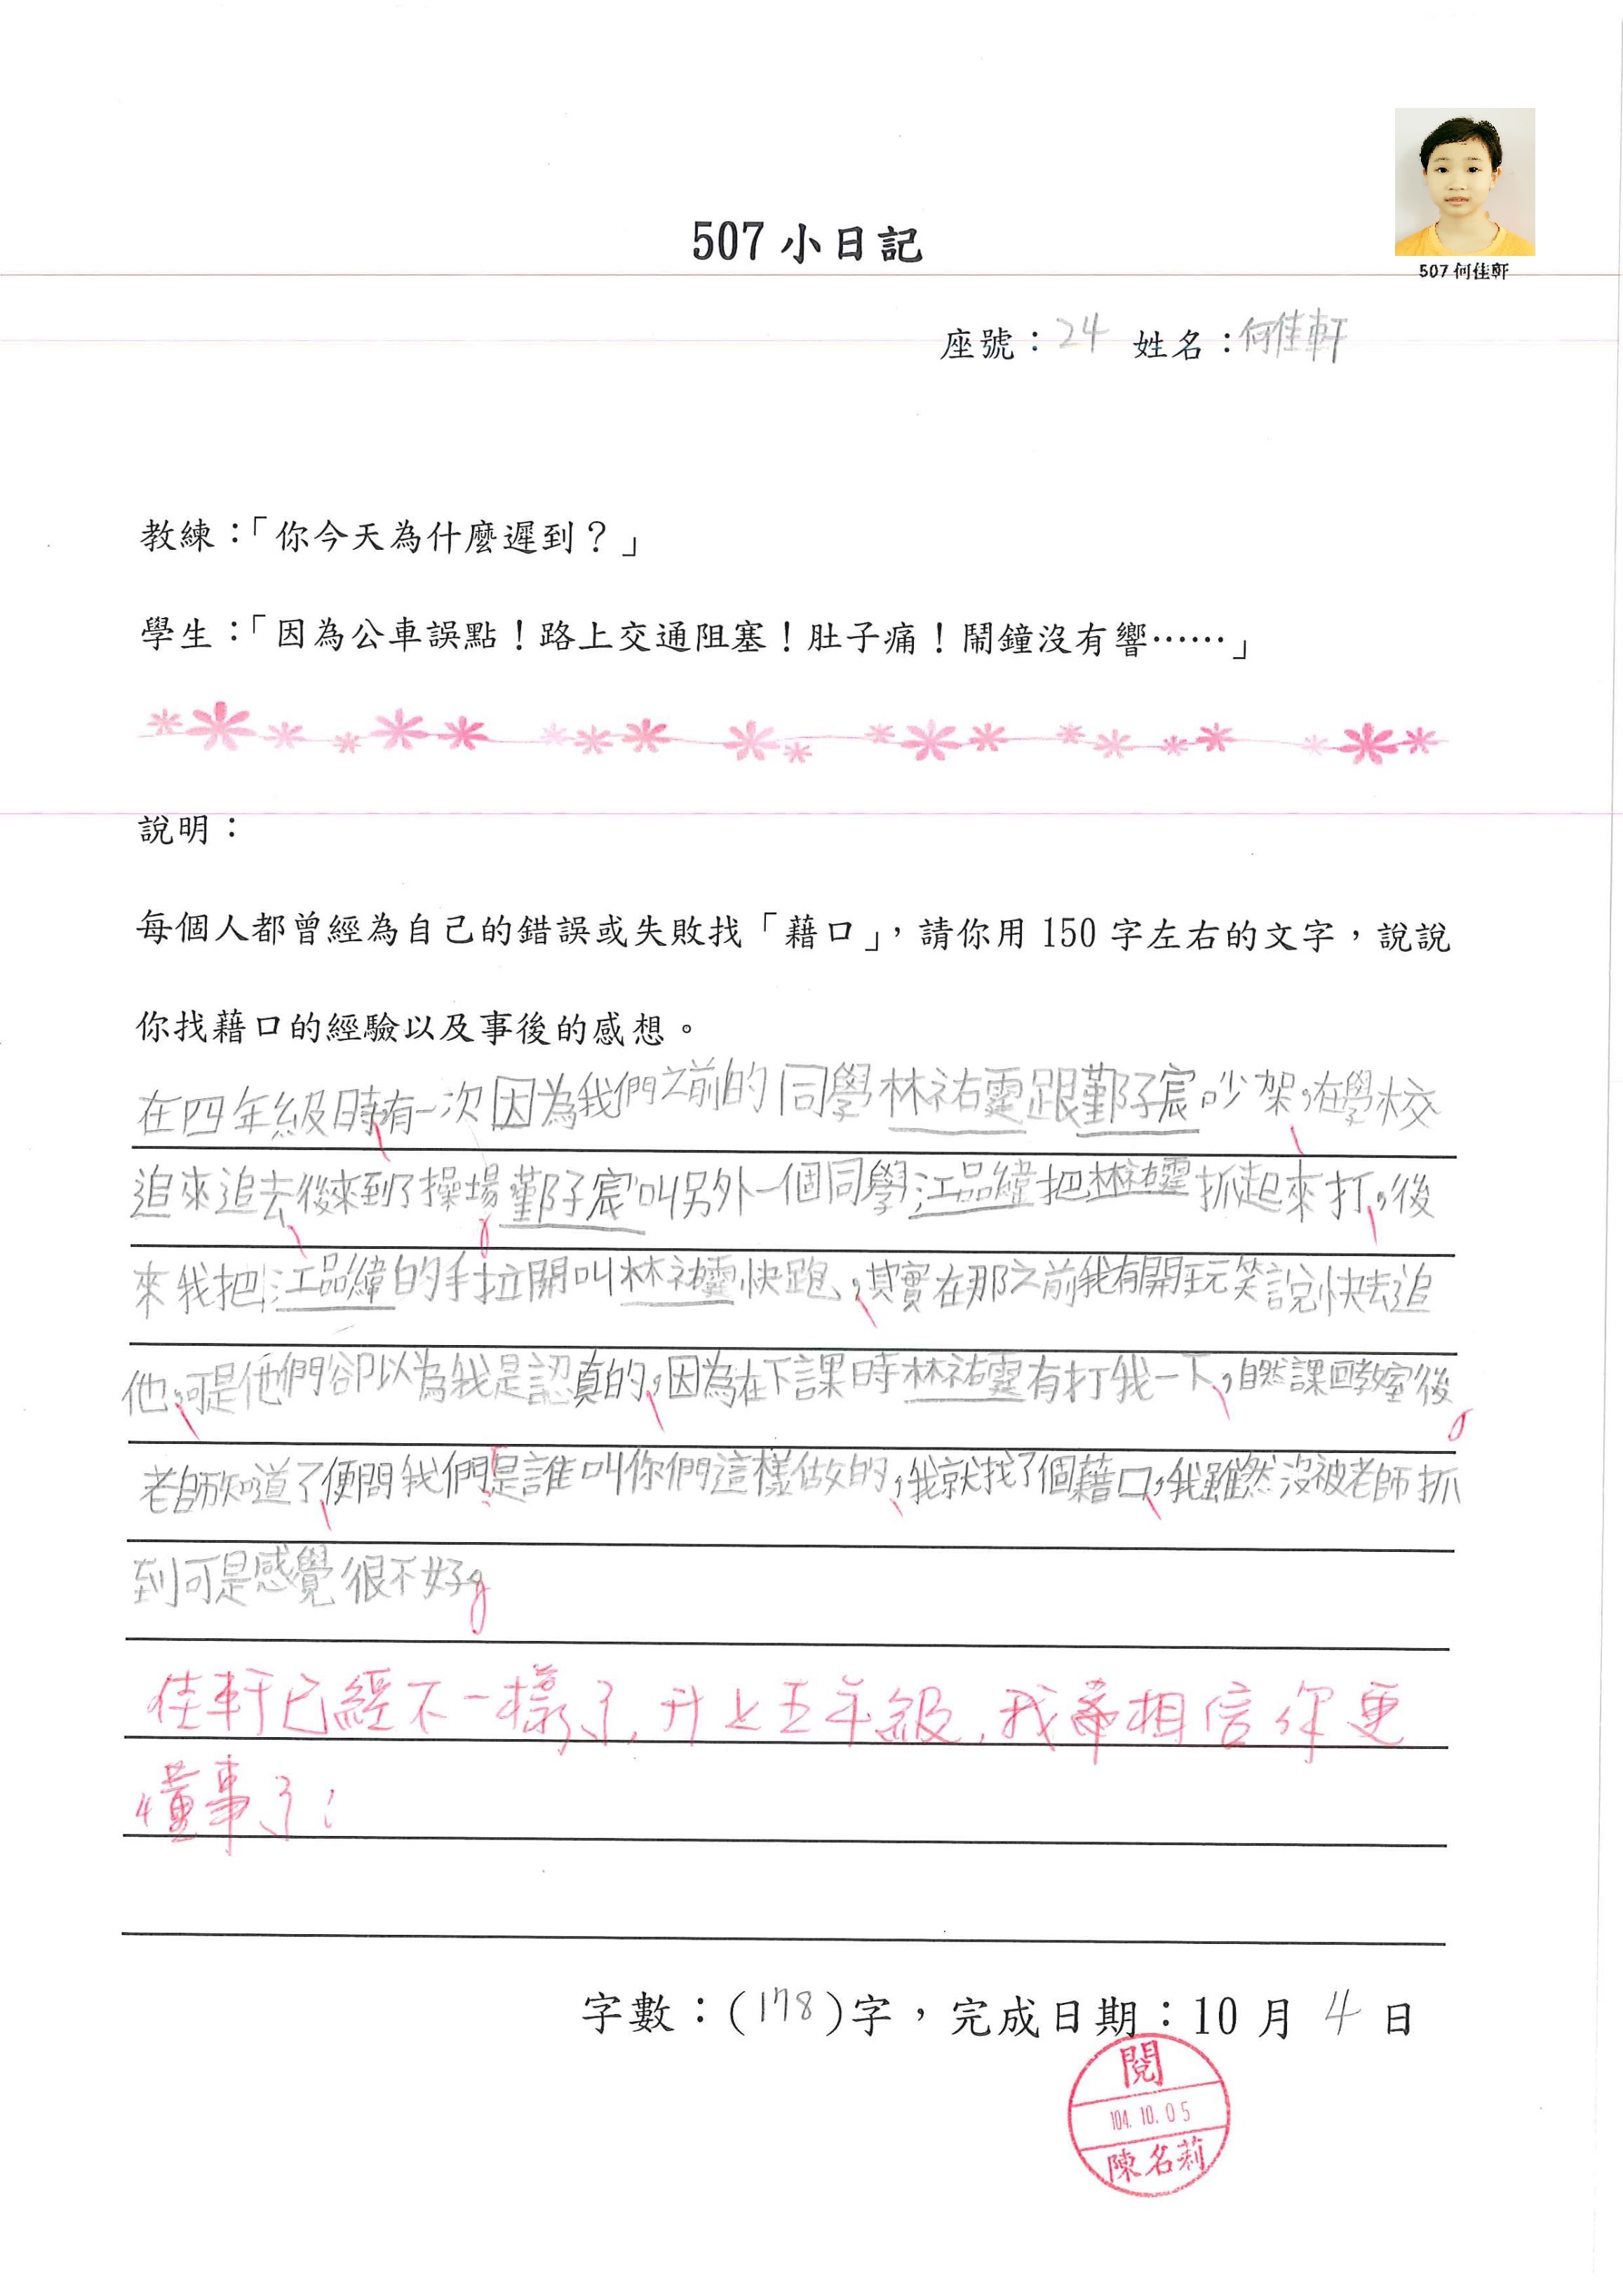 507 何佳軒
507 小日記
座號：24 姓名：何佳軒
教練：「你今天為什麼遲到？」
學生：「因為公車誤點！路上交通阻塞！肚子痛！鬧鐘沒有響⋯⋯」
說明：
每個人都曾經為自己的錯誤或失敗找「藉口」，請你用 150 字左右的文字，說說
你找藉口的經驗以及事後的感想。
在四年級時有一次因為我們之前的同學林祐霆跟鄞子宸吵架，在學校
追來追去後來到了操場鄞子宸叫另外一個同學江品緯把林祐霆抓起來打，後
來我把江品緯的手拉開叫林祐霆快跑，其實在那之前我有開玩笑說快去追
他，可是他們卻以為我是認真的，因為在下課時林祐霆有打我一下，自然課回教室後
老師知道了便問我們是誰叫你們這樣做的，我就找了個藉口，我雖然沒被老師抓
到可是感覺很不好。
佳軒已經不一樣了，升上五年級，我相信你更
懂事了！
字數：(178)字，完成日期：10 月 4 日
閱
104.10.05
陳名莉